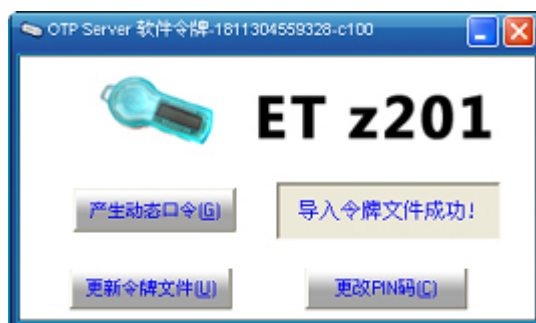 OTP Server 软件令牌-1811304559328-c100
ET z201
产生动态口令(G)
导入令牌文件成功!
更新令牌文件(U)
更改PIN码(C)